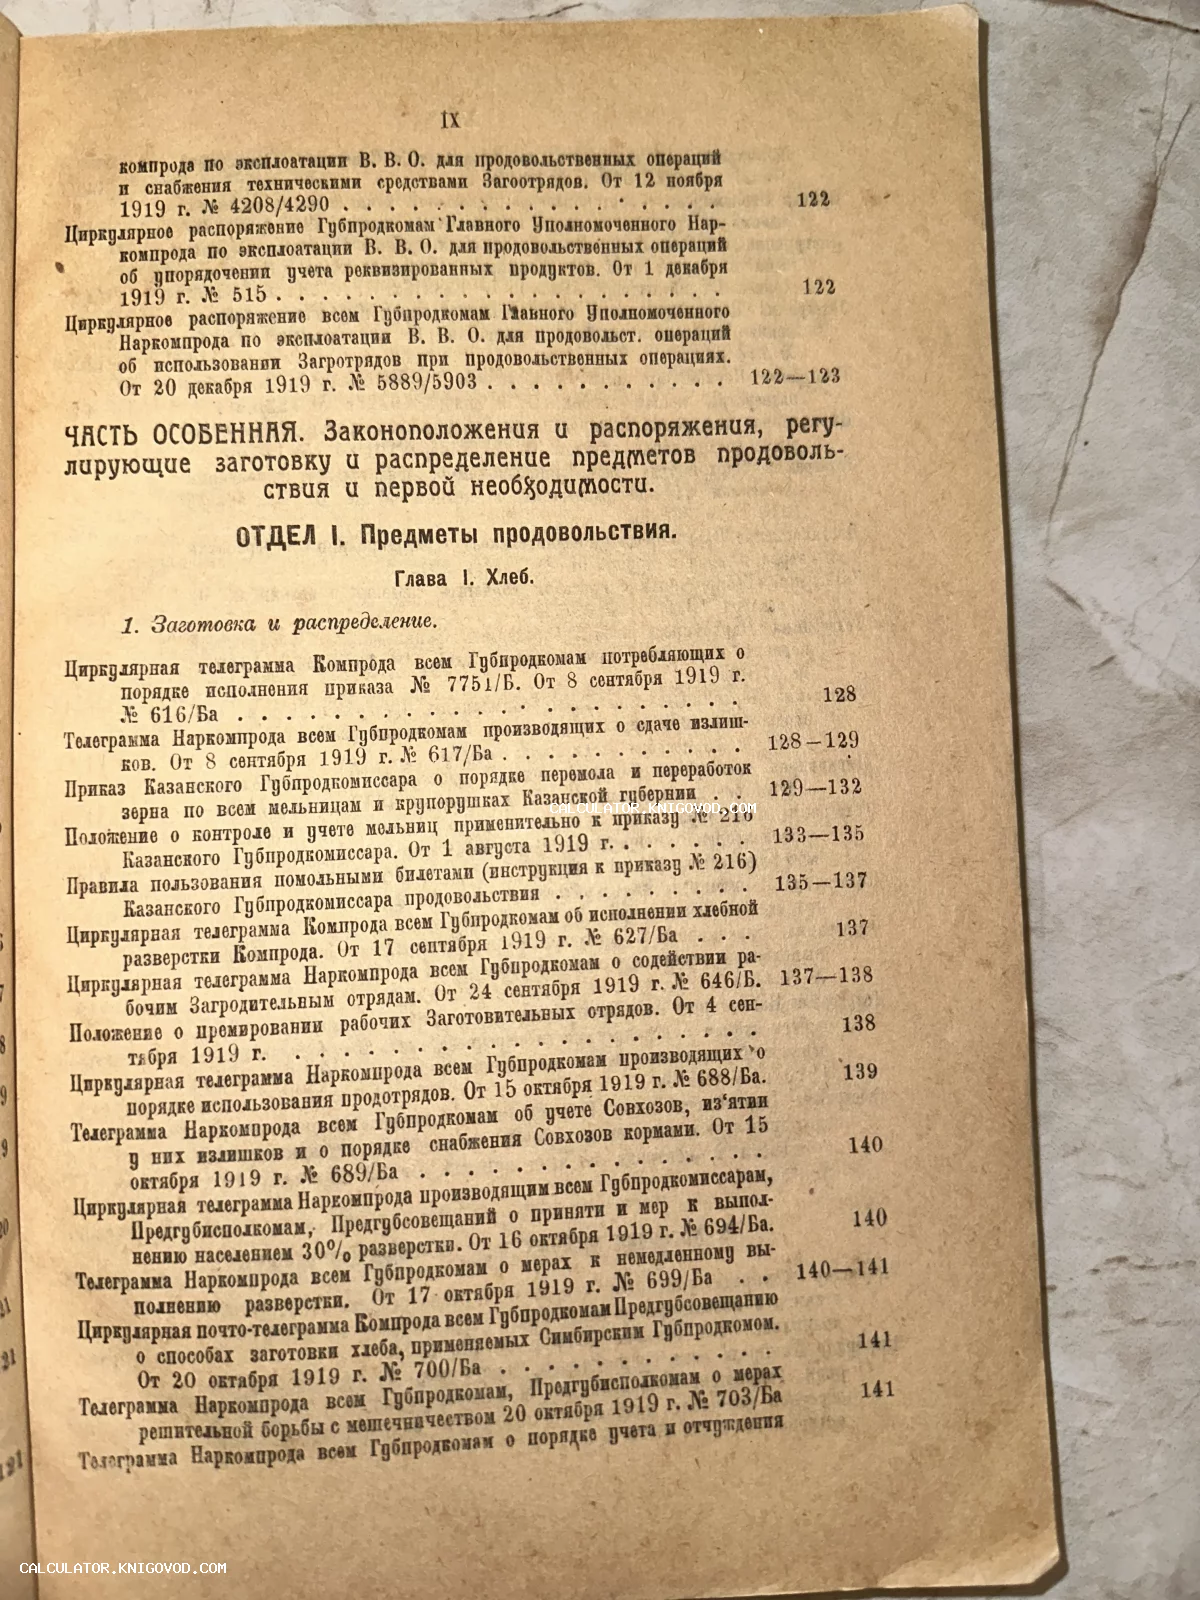 IX
компрода по эксплоатации В. В. О. для продовольственных операций
и снабжения техническими средствами Загоотрядов. От 12 ноября
1919 г. № 4208/4290 . . . . . . . . . . . . . . . . 122
Циркулярное распоряжение Губпродкомам Главного Уполномоченного Нар-
компрода по эксплоатации В. В. О. для продовольственных операций
об упорядочении учета реквизированных продуктов. От 1 декабря
1919 г. № 515 . . . . . . . . . . . . . . . . . . . 122
Циркулярное распоряжение всем Губпродкомам Главного Уполномоченного
Наркомпрода по эксплоатации В. В. О. для продовольст. операций
об использовании Загротрядов при продовольственных операциях.
От 20 декабря 1919 г. № 5889/5903 . . . . . . . . . . . 122—123
ЧАСТЬ ОСОБЕННАЯ. Законоположения и распоряжения, регу-
лирующие заготовку и распределение предметов продоволь-
ствия и первой необходимости.
ОТДЕЛ I. Предметы продовольствия.
Глава I. Хлеб.
1. Заготовка и распределение.
Циркулярная телеграмма Компрода всем Губпродкомам потребляющих о
порядке исполнения приказа № 7751/Б. От 8 сентября 1919 г.
№ 616/Ба . . . . . . . . . . . . . . . . . . . . 128
Телеграмма Наркомпрода всем Губпродкомам производящих о сдаче излиш-
ков. От 8 сентября 1919 г. № 617/Ба . . . . . . . . . . . 128—129
Приказ Казанского Губпродкомиссара о порядке перемола и переработок
зерна по всем мельницам и крупорушках Казанской губернии . . 129—132
Положение о контроле и учете мельниц применительно к приказу № 216
Казанского Губпродкомиссара. От 1 августа 1919 г. . . . . . . 133—135
Правила пользования помольными билетами (инструкция к приказу № 216)
Казанского Губпродкомиссара продовольствия . . . . . . . . . 135—137
Циркулярная телеграмма Компрода всем Губпродкомам об исполнении хлебной
разверстки Компрода. От 17 сентября 1919 г. № 627/Ба . . . 137
Циркулярная телеграмма Наркомпрода всем Губпродкомам о содействии ра-
бочим Загродительным отрядам. От 24 сентября 1919 г. № 646/Б. 137—138
Положение о премировании рабочих Заготовительных отрядов. От 4 сен-
тября 1919 г. . . . . . . . . . . . . . . . . . . 138
Циркулярная телеграмма Наркомпрода всем Губпродкомам производящих о
порядке использования продотрядов. От 15 октября 1919 г. № 688/Ба. 139
Телеграмма Наркомпрода всем Губпродкомам об учете Совхозов, из‘ятии
у них излишков и о порядке снабжения Совхозов кормами. От 15
октября 1919 г. № 689/Ба . . . . . . . . . . . . . . 140
Циркулярная телеграмма Наркомпрода производящим всем Губпродкомиссарам,
Предгубисполкомам, Предгубсовещаний о приняти и мер к выпол-
нению населением 30% разверстки. От 16 октября 1919 г. № 694/Ба. 140
Телеграмма Наркомпрода всем Губпродкомам о мерах к немедленному вы-
полнению разверстки. От 17 октября 1919 г. № 699/Ба . . 140—141
Циркулярная почто-телеграмма Компрода всем Губпродкомам Предгубсовещанию
о способах заготовки хлеба, применяемых Симбирским Губпродкомом.
От 20 октября 1919 г. № 700/Ба . . . . . . . . . . . . 141
Телеграмма Наркомпрода всем Губпродкомам, Предгубисполкомам о мерах
решительной борьбы с мешечничеством 20 октября 1919 г. № 703/Ба 141
Телеграмма Наркомпрода всем Губпродкомам о порядке учета и отчуждения
CALCULATOR.KNIGOVOD.COM
CALCULATOR.KNIGOVOD.COM